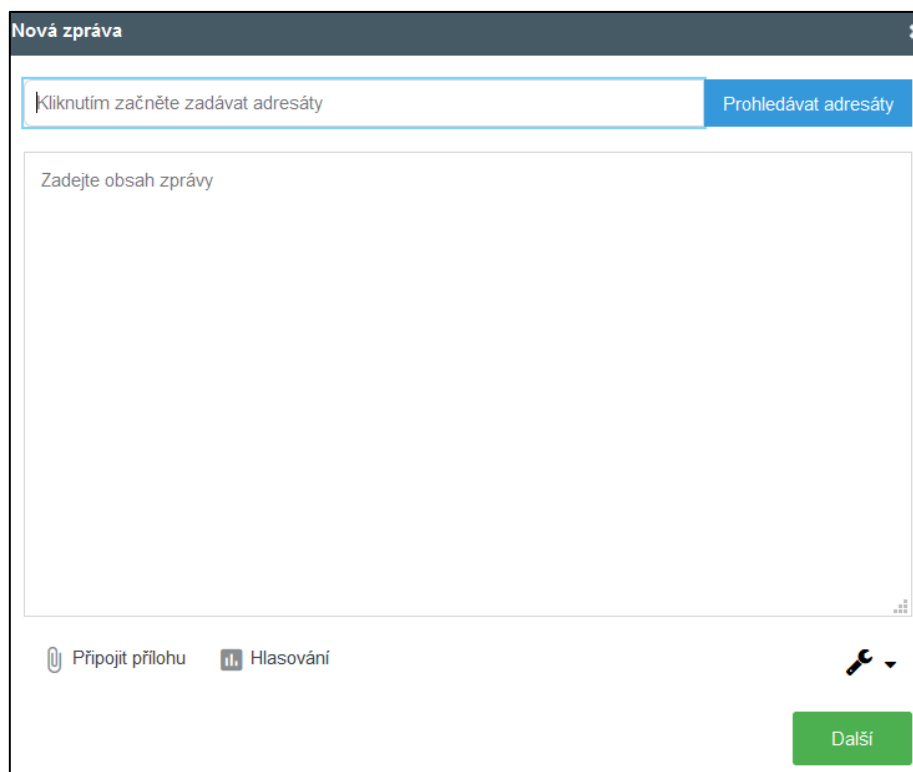 Nová zpráva
Kliknutím začněte zadávat adresáty
Prohledávat adresáty
Zadejte obsah zprávy
Připojit přílohu
Hlasování
Další